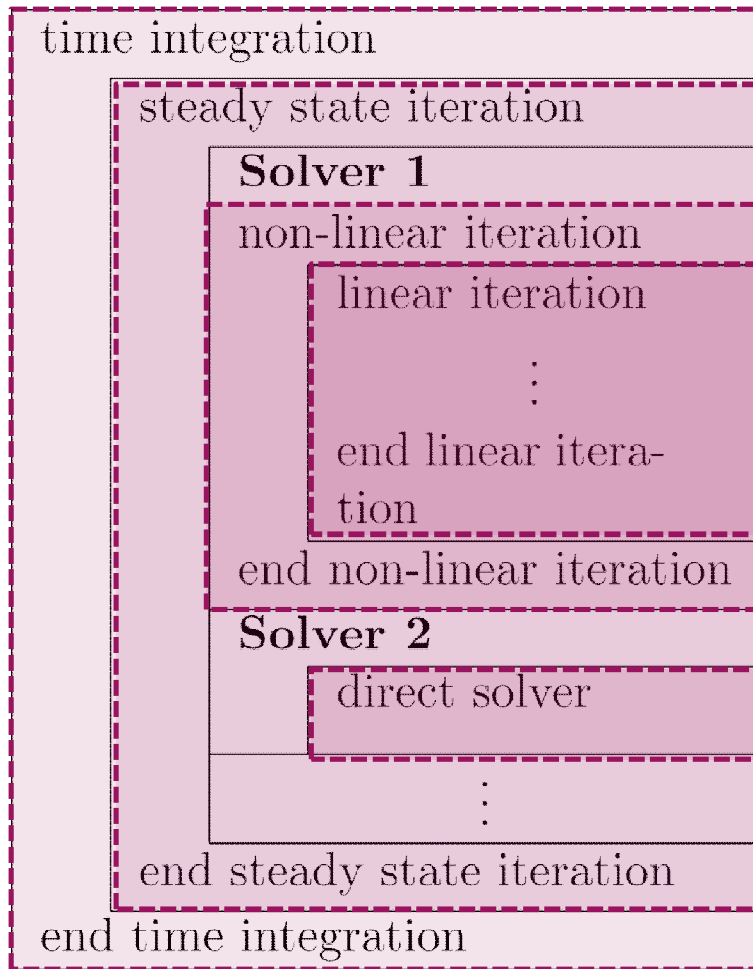 time integration
steady state iteration
Solver 1
non-linear iteration
linear iteration
⋮
end linear itera-
tion
end non-linear iteration
Solver 2
direct solver
⋮
end steady state iteration
end time integration